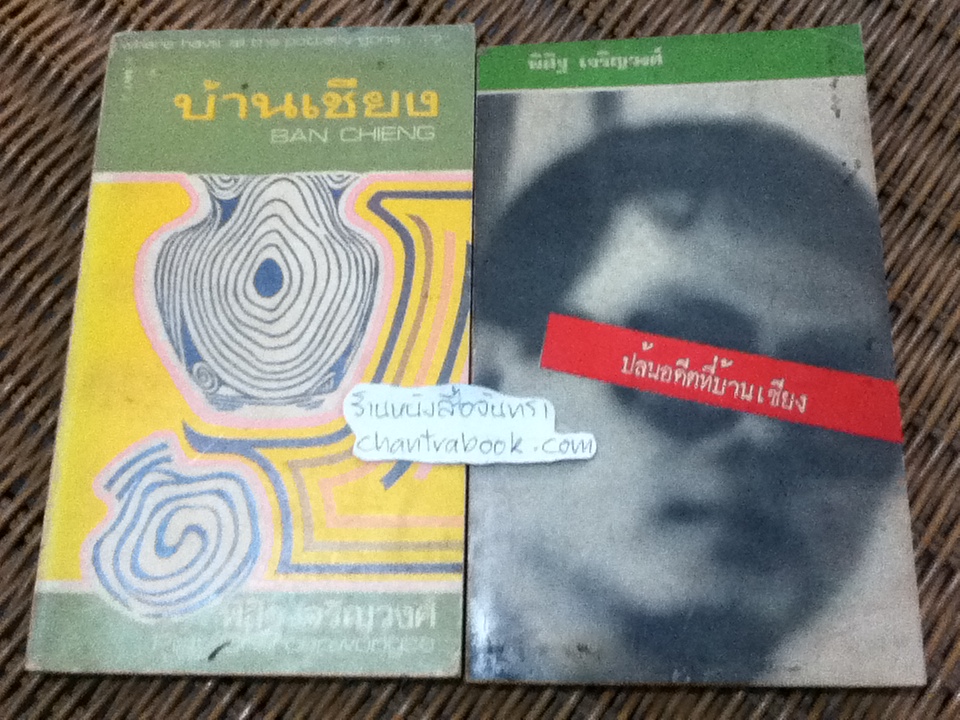 where have all the pottery gone....?
บ้านเชียง
BAN CHIENG
พิสิฐ เจริญวงศ์
พิสิฐ เจริญวงศ์
ปล้นอดีตที่บ้านเชียง
ร้านหนังสือจันทรา
chantrabook.com